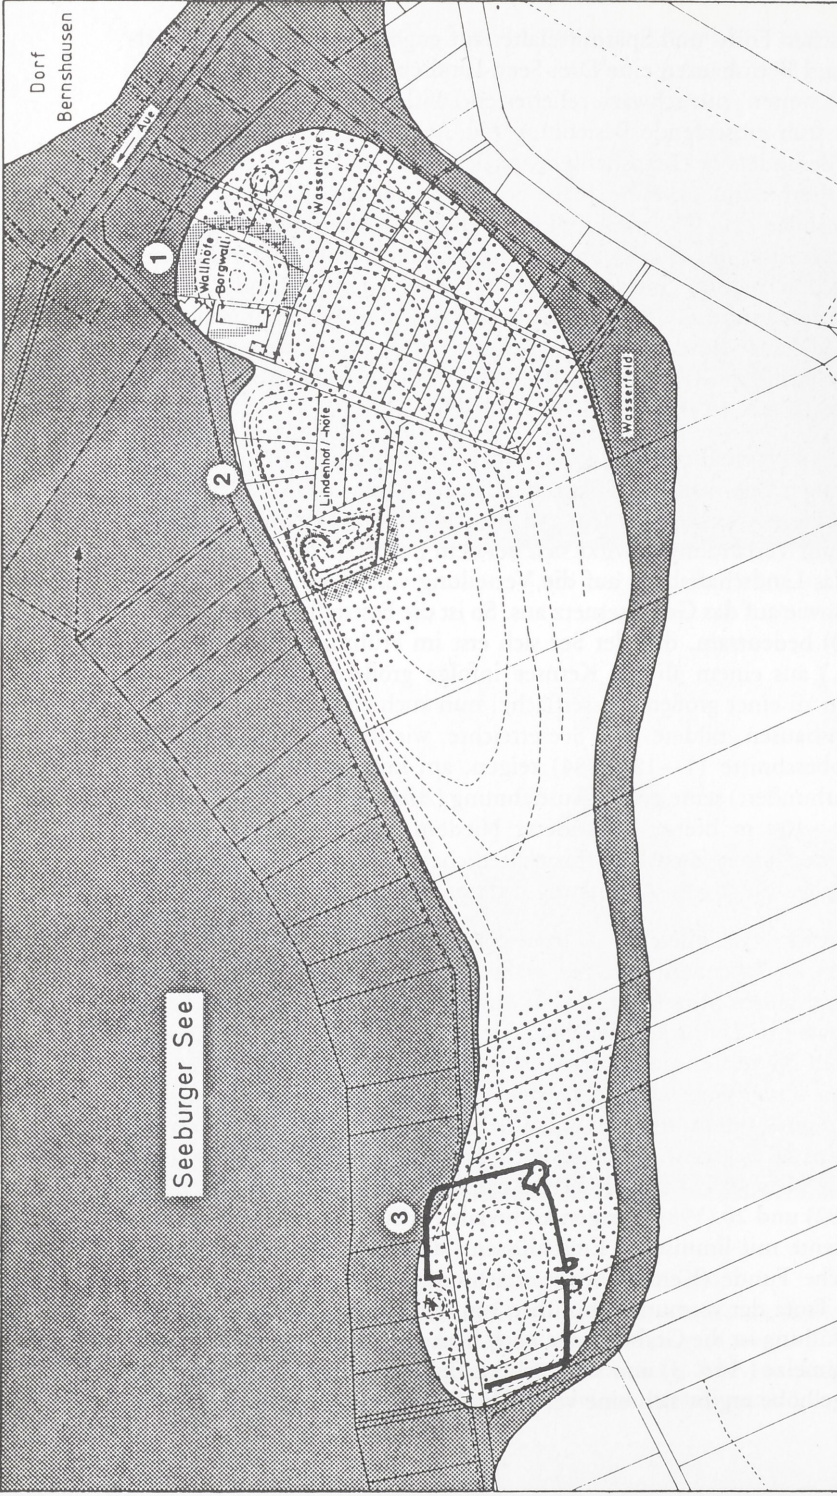 Dorf
Bernshausen
Aue
1
Wallhöfe
Burgwall
Wasserhöfe
2
Lindenhof / -höfe
Wasserfeld
Seeburger See
3